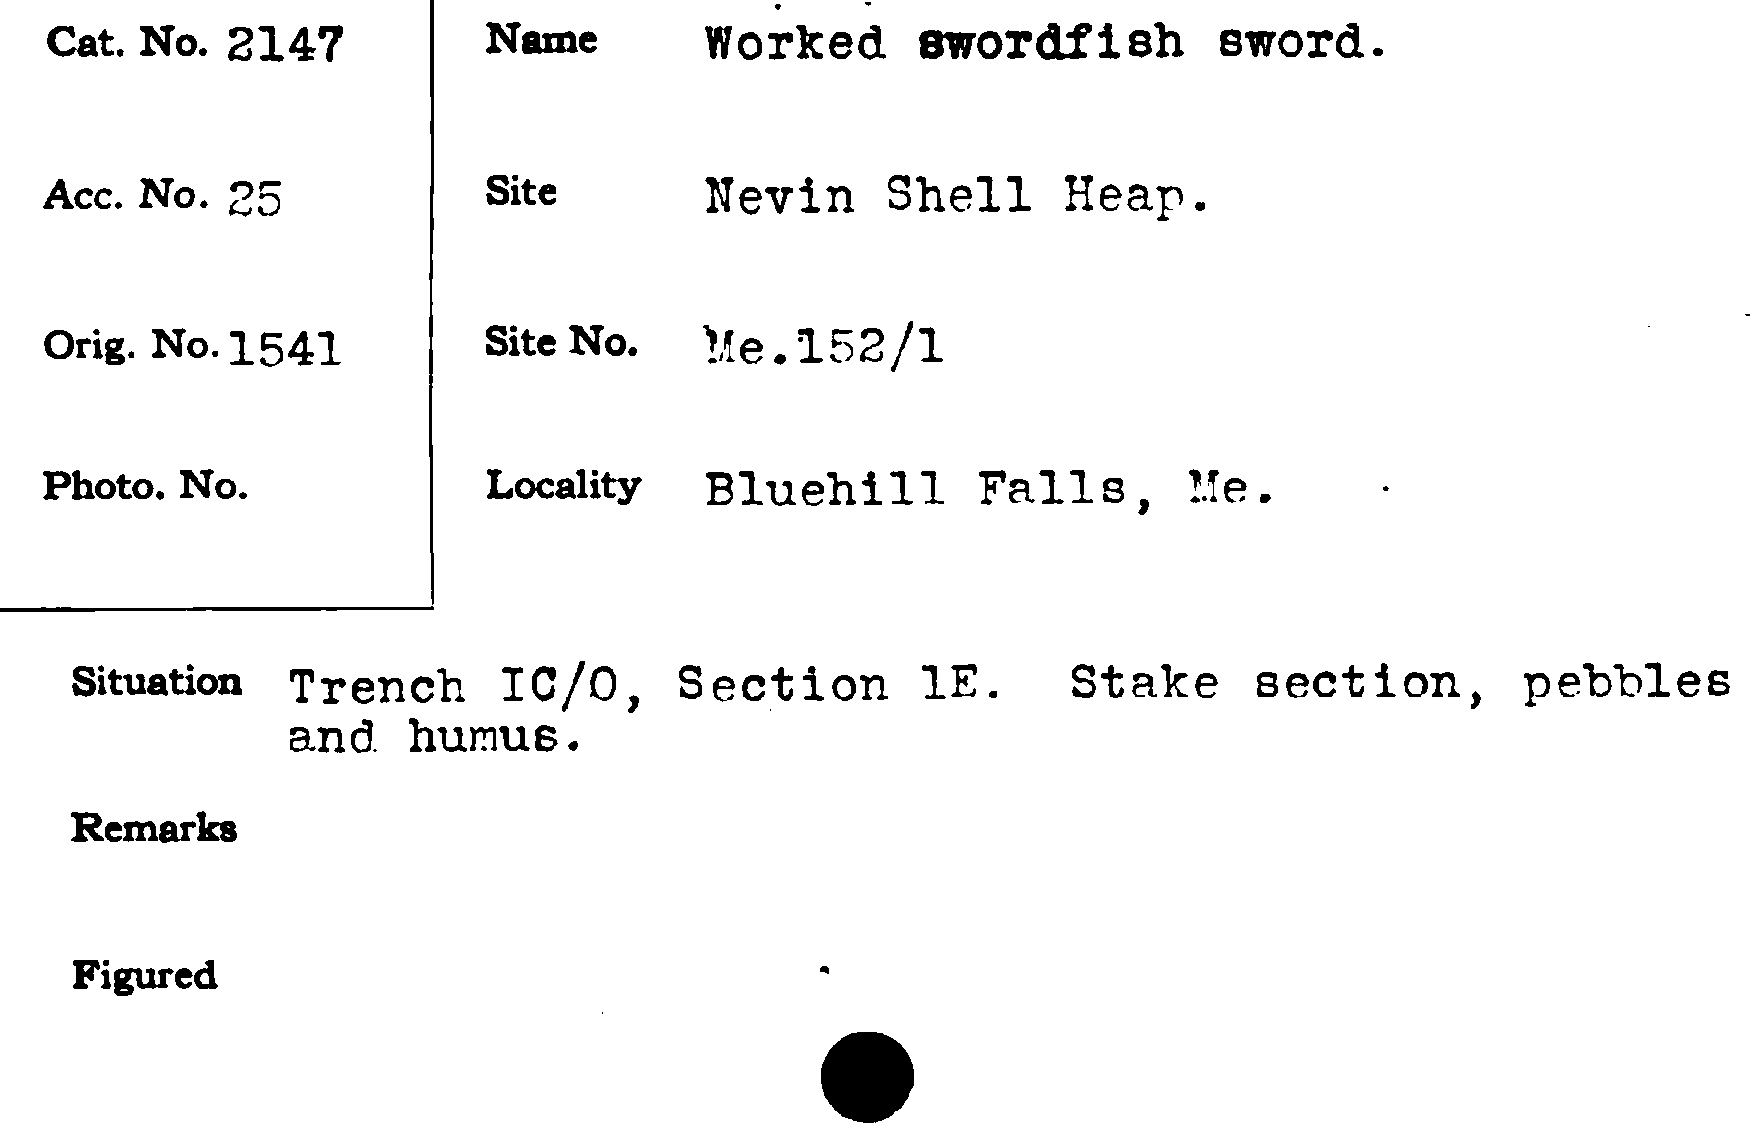 Cat. No. 2147
Name Worked swordfish sword.
Acc. No. 25
Site Nevin Shell Heap.
Orig. No. 1541
Site No. Me.152/1
Photo. No.
Locality Bluehill Falls, Me.
Situation Trench IC/O, Section 1E. Stake section, pebbles
and humus.
Remarks
Figured